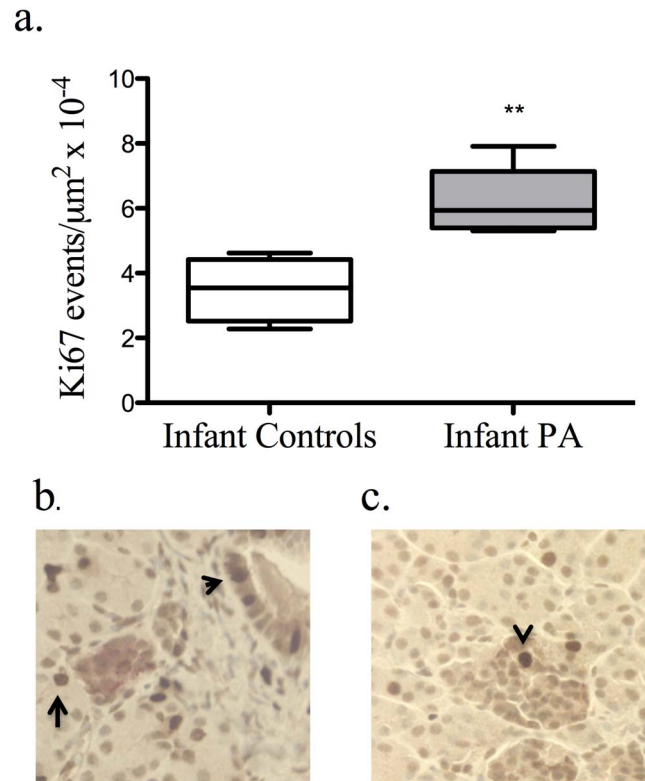 a.
Ki67 events/μm² x 10⁻⁴
10
8
6
4
2
0
**
Infant Controls
Infant PA
b.
c.